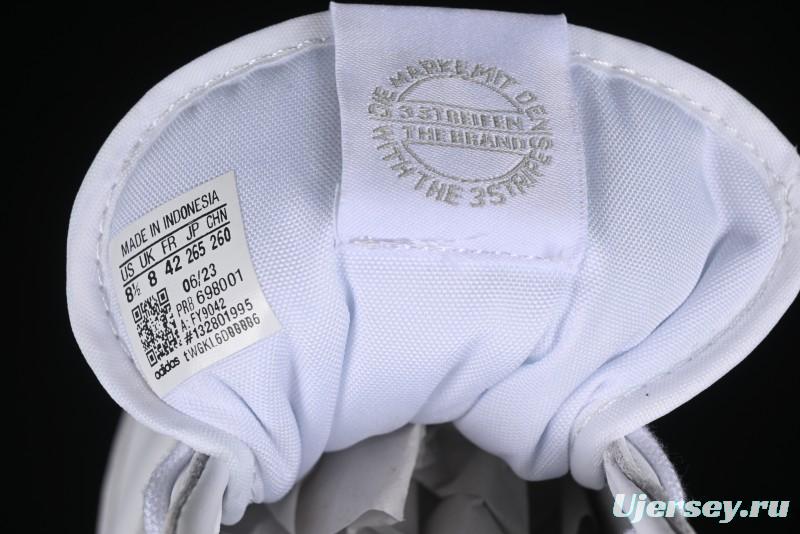 DIE MARKE MIT DEN
3 STREIFEN
THE BRAND
WITH THE 3 STRIPES
MADE IN INDONESIA
US UK FR JP CHN
8½ 8 42 265 260
06/23
PRB 698001
A: FY9042
#132801995
adidas
Ujersey.ru